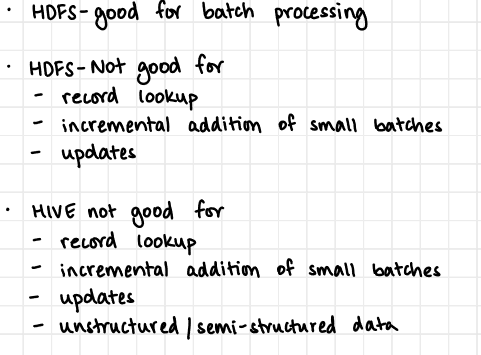 · HDFS - good for batch processing
· HDFS - Not good for
- record lookup
- incremental addition of small batches
- updates
· HIVE not good for
- record lookup
- incremental addition of small batches
- updates
- unstructured / semi-structured data